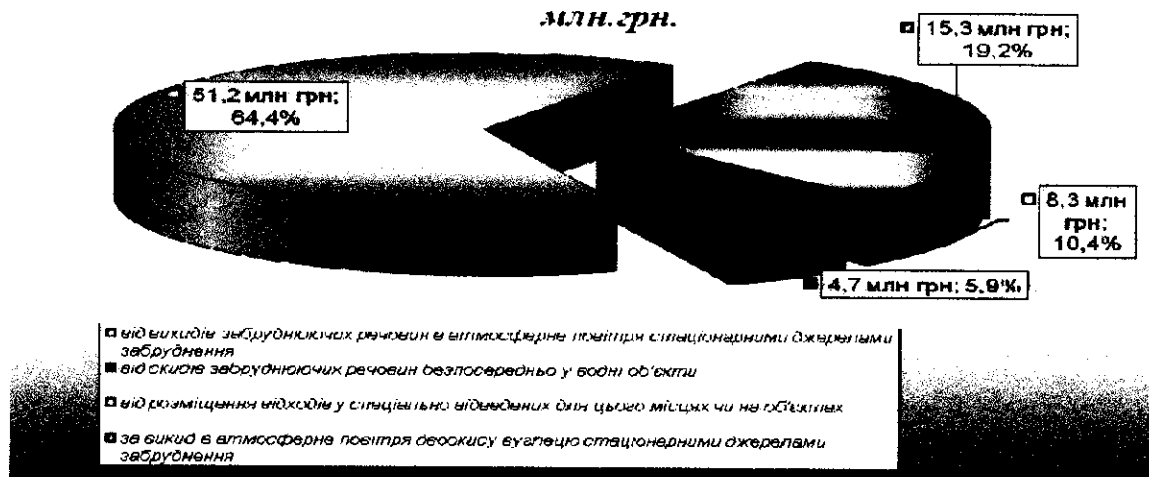 млн.грн.
15,3 млн грн;
19,2%
51,2 млн грн;
64,4%
8,3 млн
грн;
10,4%
4,7 млн грн; 5,9%
від викидів забруднюючих речовин в атмосферне повітря стаціонарними джерелами
забруднення
від скидів забруднюючих речовин безпосередньо у водні об'єкти
від розміщення відходів у спеціально відведених для цього місцях чи на об'єктах
за викид в атмосферне повітря двоокису вуглецю стаціонарними джерелами
забруднення